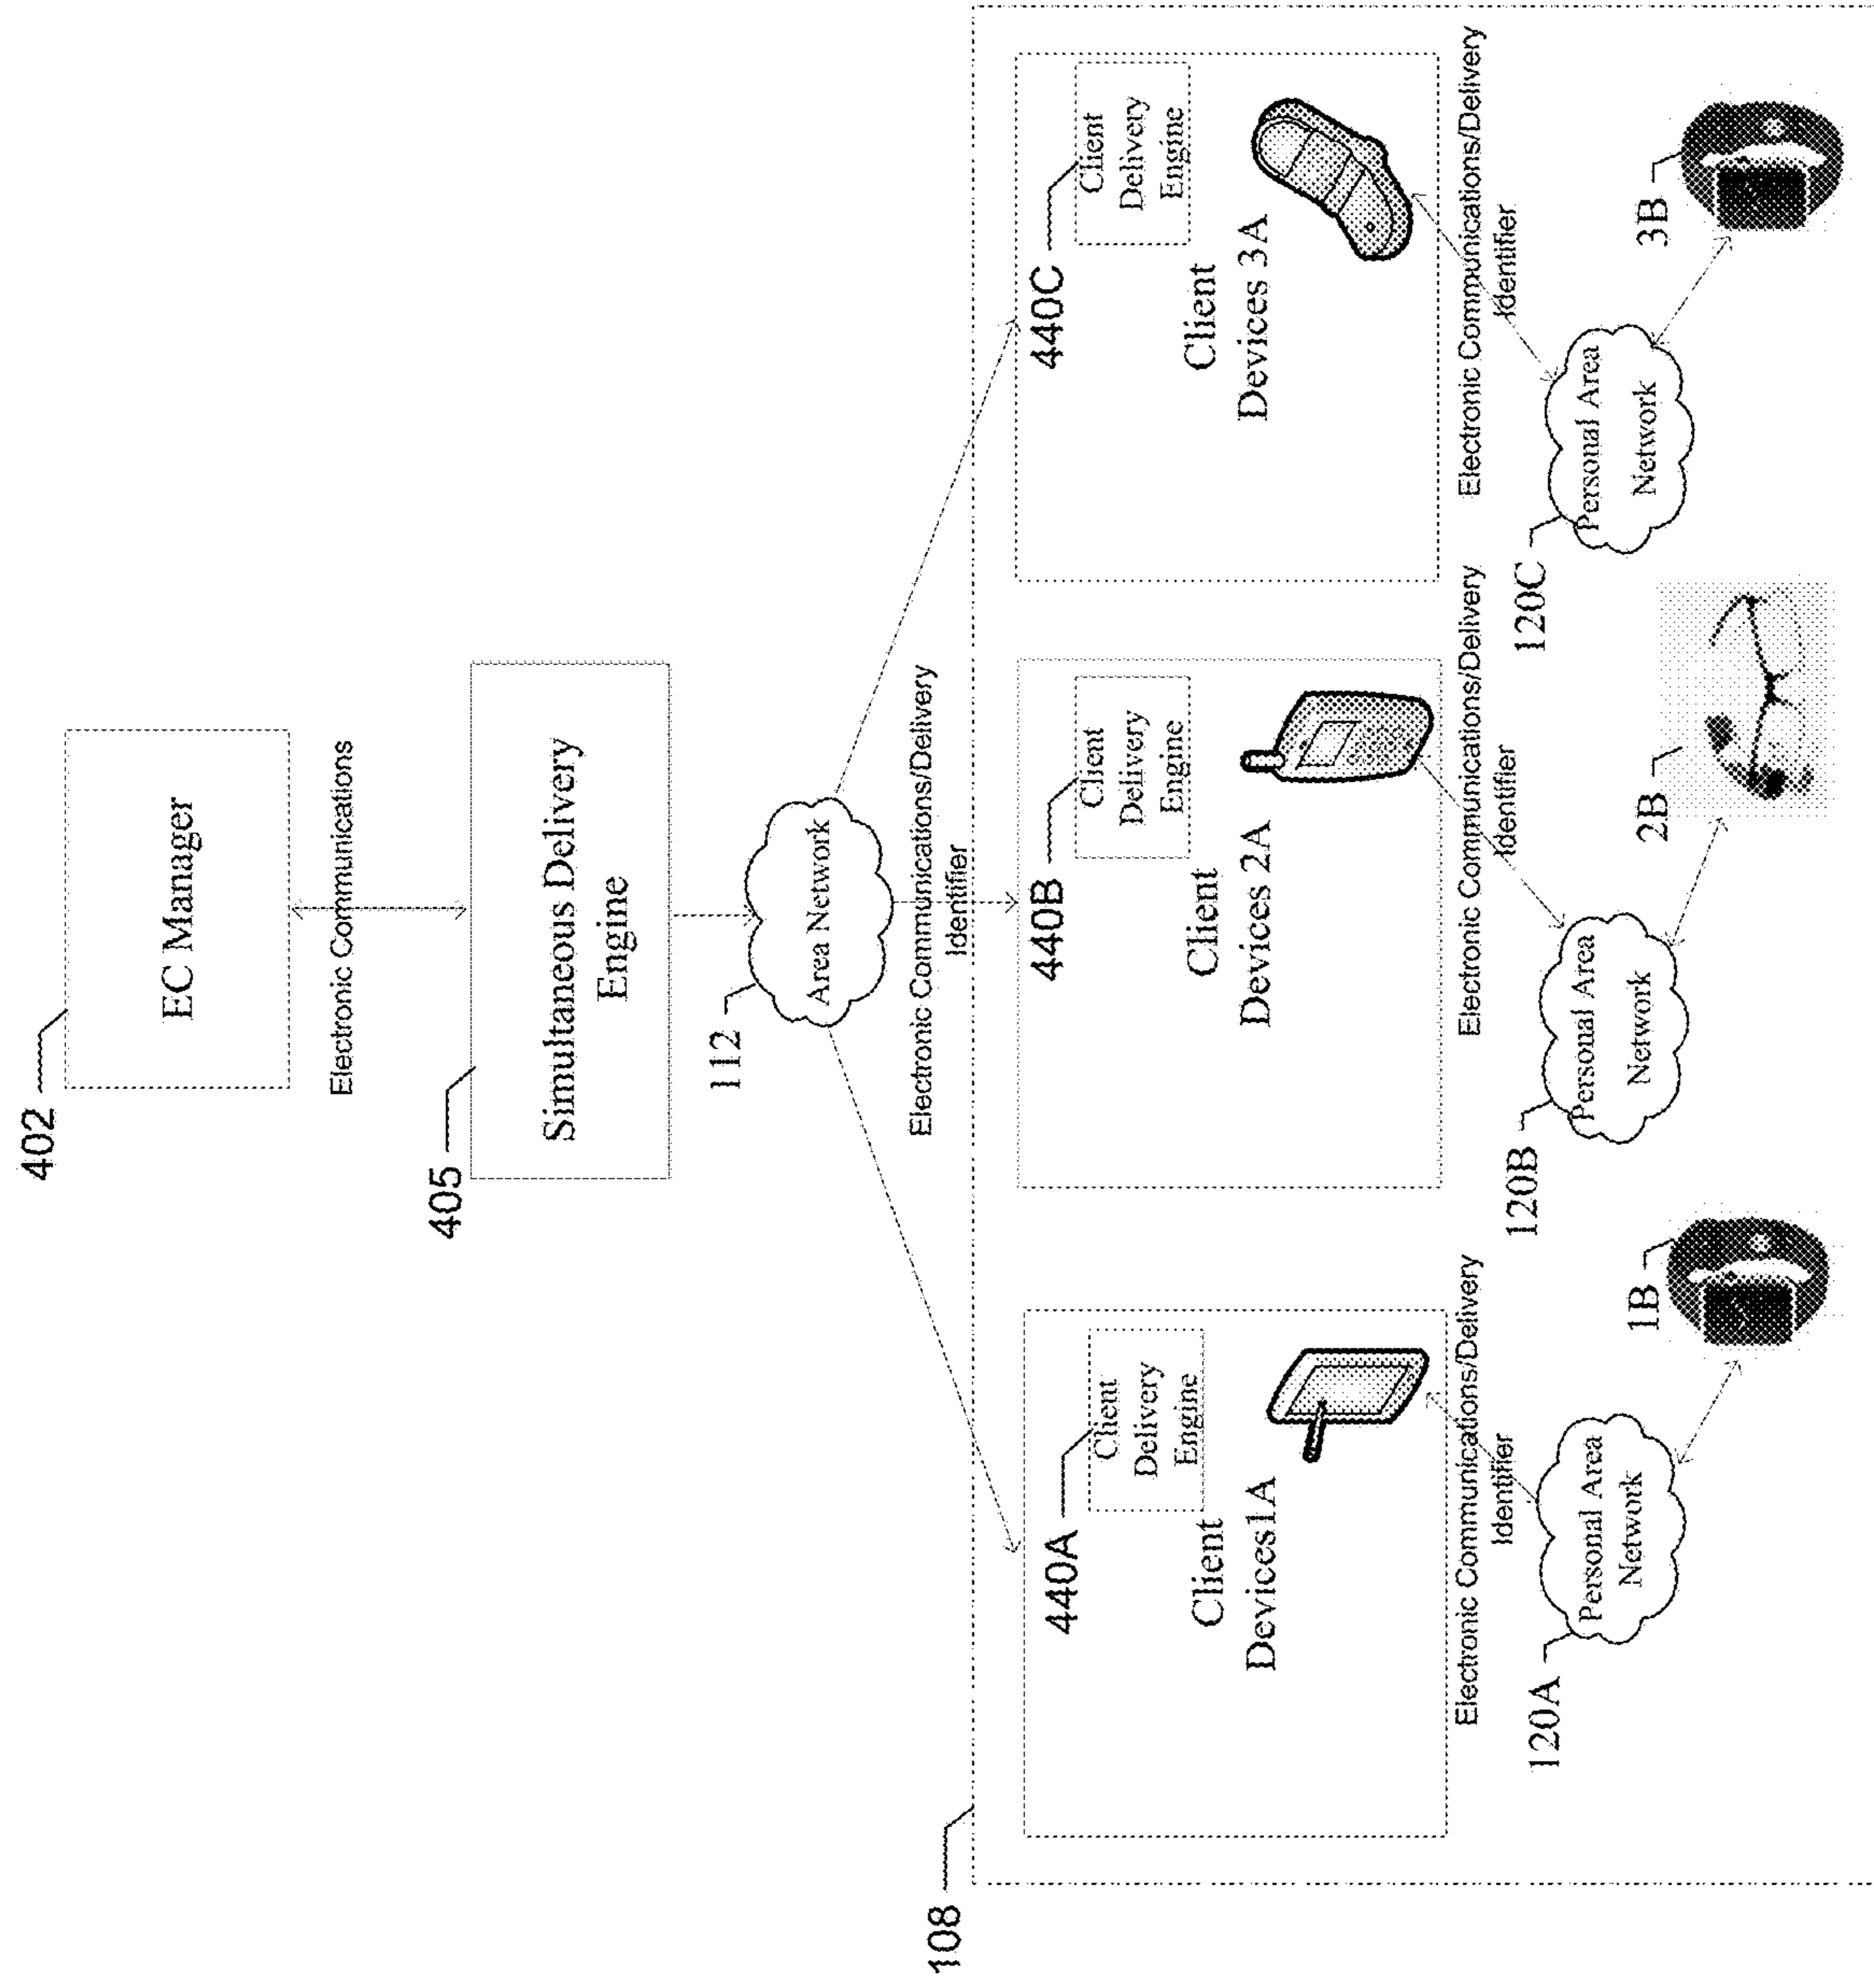 402
EC Manager
Electronic Communications
405
Simultaneous Delivery
Engine
112
Area Network
Electronic Communications/Delivery
Identifier
108
440A
Client
Delivery
Engine
Client
Devices1A
440B
Client
Delivery
Engine
Client
Devices 2A
440C
Client
Delivery
Engine
Client
Devices 3A
Electronic Communications/Delivery
Identifier
Electronic Communications/Delivery
Identifier
Electronic Communications/Delivery
Identifier
120A
Personal Area
Network
1B
120B
Personal Area
Network
2B
120C
Personal Area
Network
3B